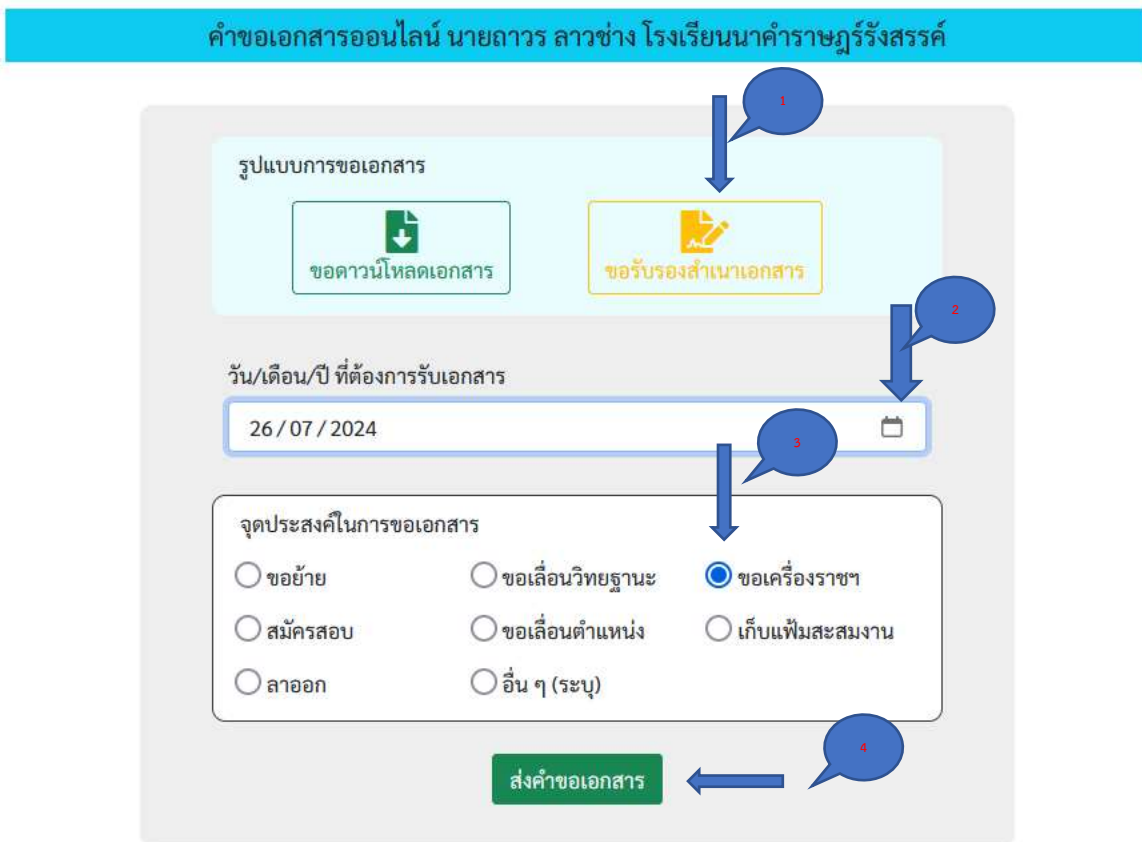 คำขอเอกสารออนไลน์ นายถาวร ลาวช่าง โรงเรียนนาคำราษฎร์รังสรรค์
1
รูปแบบการขอเอกสาร
ขอดาวน์โหลดเอกสาร
ขอรับรองสำเนาเอกสาร
2
วัน/เดือน/ปี ที่ต้องการรับเอกสาร
26 / 07 / 2024
3
จุดประสงค์ในการขอเอกสาร
ขอย้าย ขอเลื่อนวิทยฐานะ ขอเครื่องราชฯ
สมัครสอบ ขอเลื่อนตำแหน่ง เก็บแฟ้มสะสมงาน
ลาออก อื่น ๆ (ระบุ)
4
ส่งคำขอเอกสาร